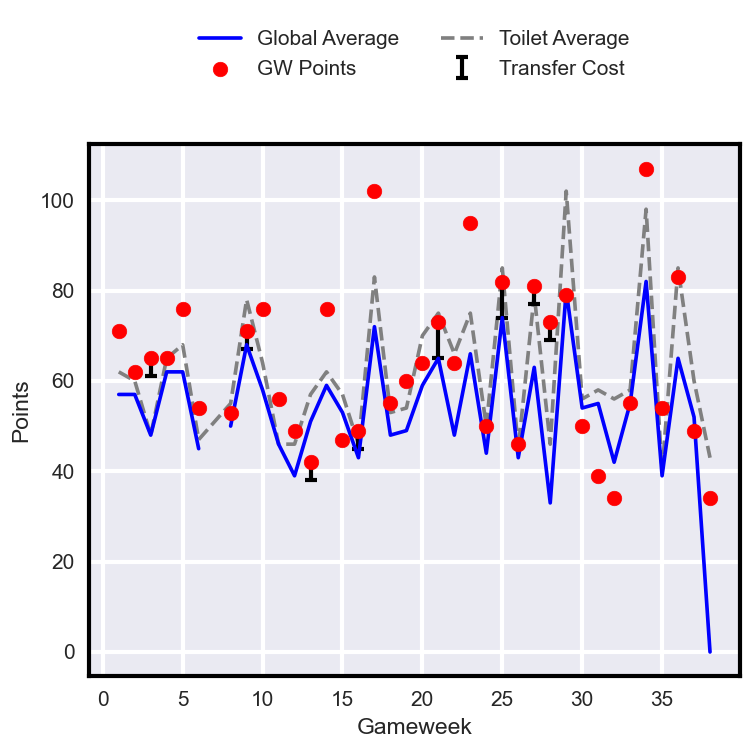 Global Average
Toilet Average
GW Points
Transfer Cost
100
80
60
40
20
0
Points
0 5 10 15 20 25 30 35
Gameweek